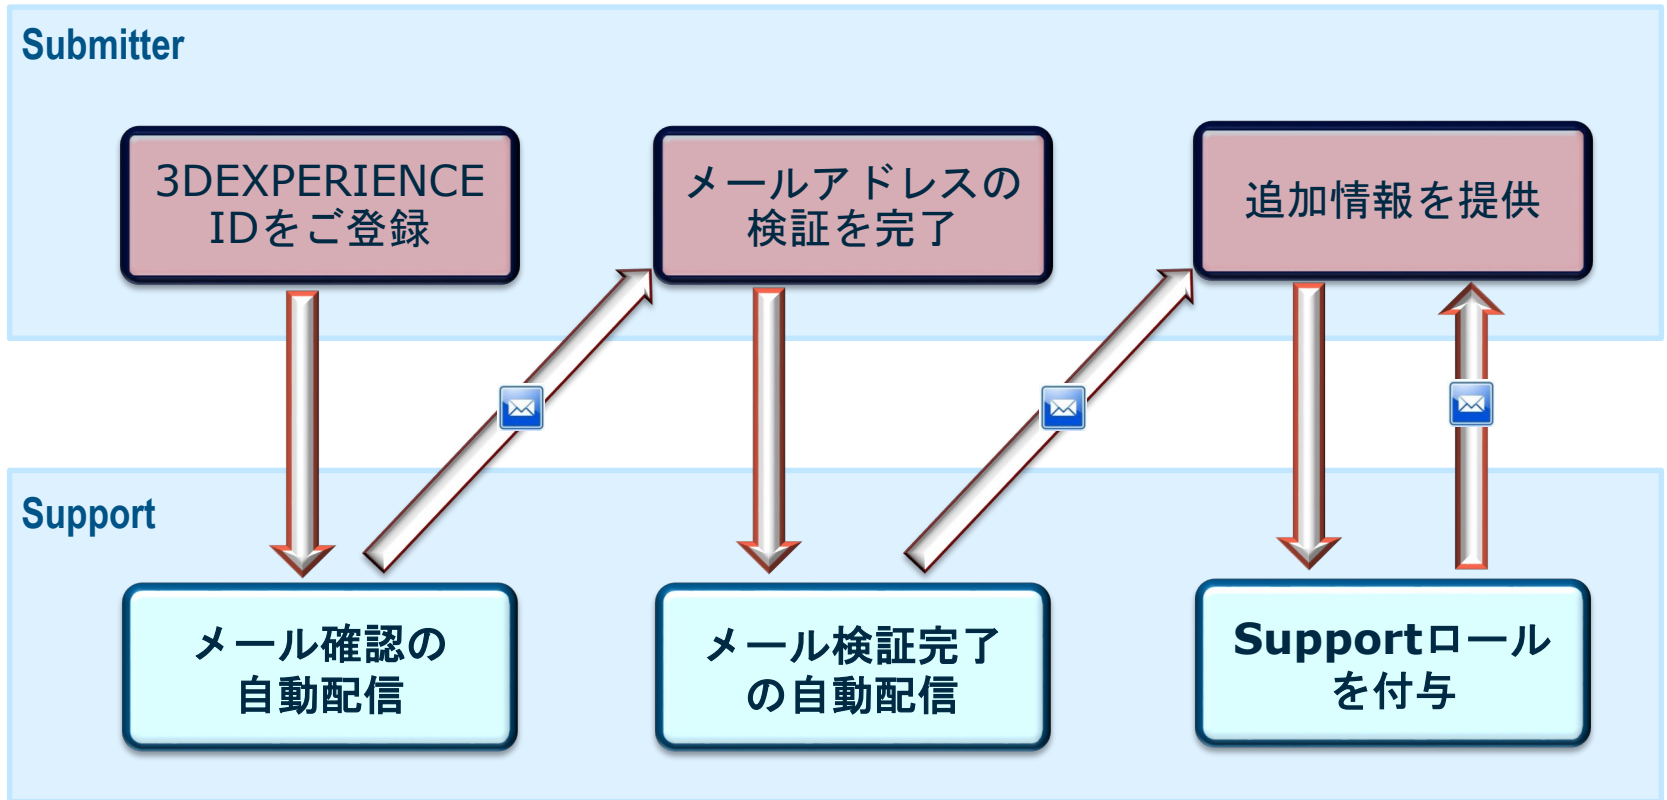 Submitter
3DEXPERIENCE
IDをご登録
メールアドレスの
検証を完了
追加情報を提供
Support
メール確認の
自動配信
メール検証完了
の自動配信
Supportロール
を付与